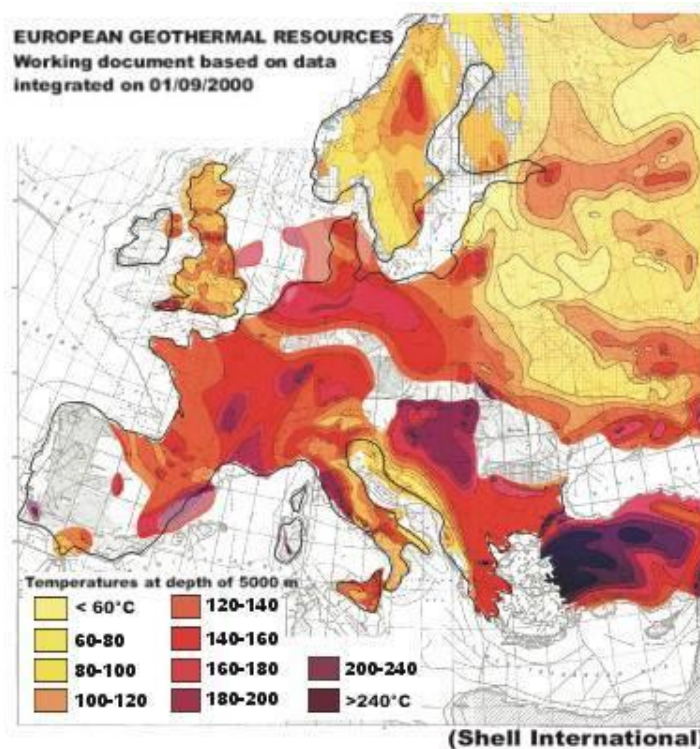 EUROPEAN GEOTHERMAL RESOURCES
Working document based on data
integrated on 01/09/2000
Temperatures at depth of 5000 m
< 60°C
60-80
80-100
100-120
120-140
140-160
160-180
180-200
200-240
>240°C
(Shell International